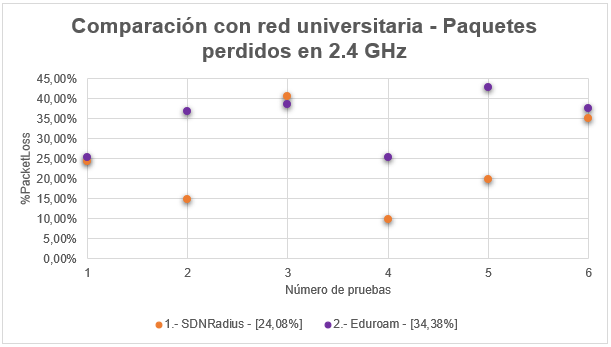 Comparación con red universitaria - Paquetes
perdidos en 2.4 GHz
%PacketLoss
45,00%
40,00%
35,00%
30,00%
25,00%
20,00%
15,00%
10,00%
5,00%
0,00%
1 2 3 4 5 6
Número de pruebas
1.- SDNRadius - [24,08%] 2.- Eduroam - [34,38%]